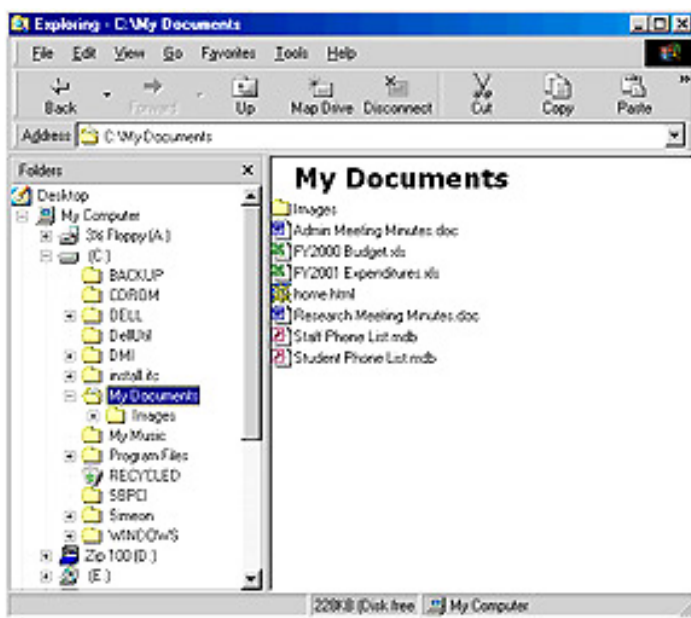 Exploring - C:\My Documents
File Edit View Go Favorites Tools Help
Back Forward Up Map Drive Disconnect Cut Copy Paste »
Address C:\My Documents
Folders
Desktop
My Computer
3½ Floppy (A:)
(C:)
BACKUP
CDROM
DELL
DellUtil
DMI
install.itc
My Documents
Images
My Music
Program Files
RECYCLED
SBPCI
Simeon
WINDOWS
Zip 100 (D:)
(E:)
My Documents
Images
Admin Meeting Minutes.doc
FY2000 Budget.xls
FY2001 Expenditures.xls
home.html
Research Meeting Minutes.doc
Staff Phone List.mdb
Student Phone List.mdb
228KB (Disk free My Computer